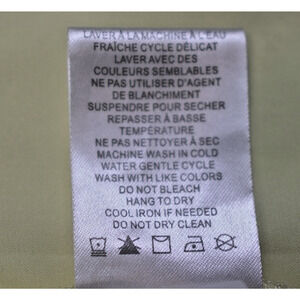 LAVER À LA MACHINE À L'EAU
FRAÎCHE CYCLE DÉLICAT
LAVER AVEC DES
COULEURS SEMBLABLES
NE PAS UTILISER D'AGENT
DE BLANCHIMENT
SUSPENDRE POUR SECHER
REPASSER À BASSE
TEMPÉRATURE
NE PAS NETTOYER À SEC
MACHINE WASH IN COLD
WATER GENTLE CYCLE
WASH WITH LIKE COLORS
DO NOT BLEACH
HANG TO DRY
COOL IRON IF NEEDED
DO NOT DRY CLEAN